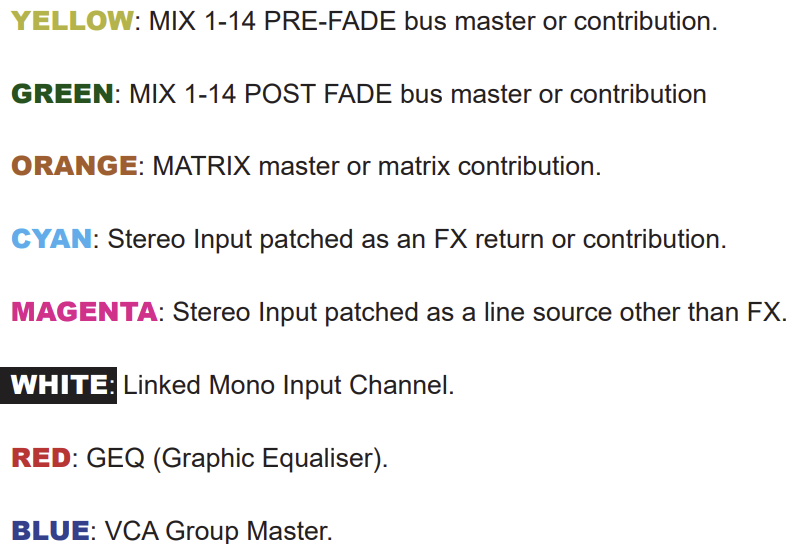 YELLOW: MIX 1-14 PRE-FADE bus master or contribution.
GREEN: MIX 1-14 POST FADE bus master or contribution
ORANGE: MATRIX master or matrix contribution.
CYAN: Stereo Input patched as an FX return or contribution.
MAGENTA: Stereo Input patched as a line source other than FX.
WHITE: Linked Mono Input Channel.
RED: GEQ (Graphic Equaliser).
BLUE: VCA Group Master.